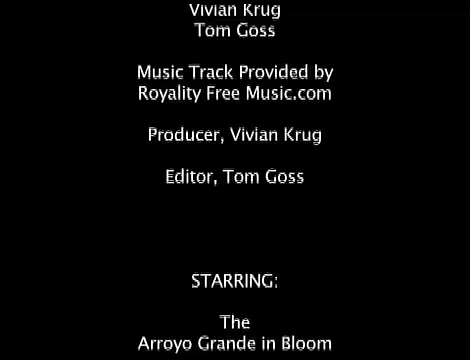 Vivian Krug
Tom Goss
Music Track Provided by
Royality Free Music.com
Producer, Vivian Krug
Editor, Tom Goss
STARRING:
The
Arroyo Grande in Bloom